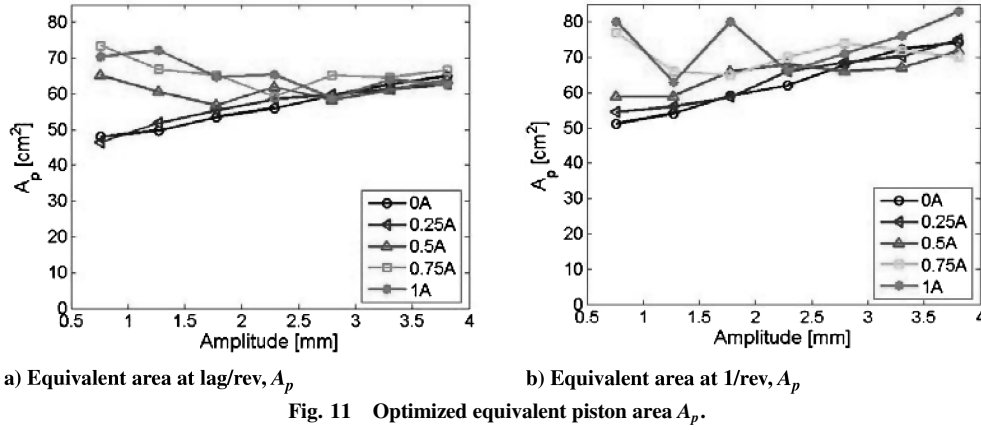 80
70
60
50
40
30
20
10
0
A_p [cm²]
0.5 1 1.5 2 2.5 3 3.5 4
Amplitude [mm]
0A
0.25A
0.5A
0.75A
1A
80
70
60
50
40
30
20
10
0
A_p [cm²]
0.5 1 1.5 2 2.5 3 3.5 4
Amplitude [mm]
0A
0.25A
0.5A
0.75A
1A
a) Equivalent area at lag/rev, A_p
b) Equivalent area at 1/rev, A_p
Fig. 11 Optimized equivalent piston area A_p.